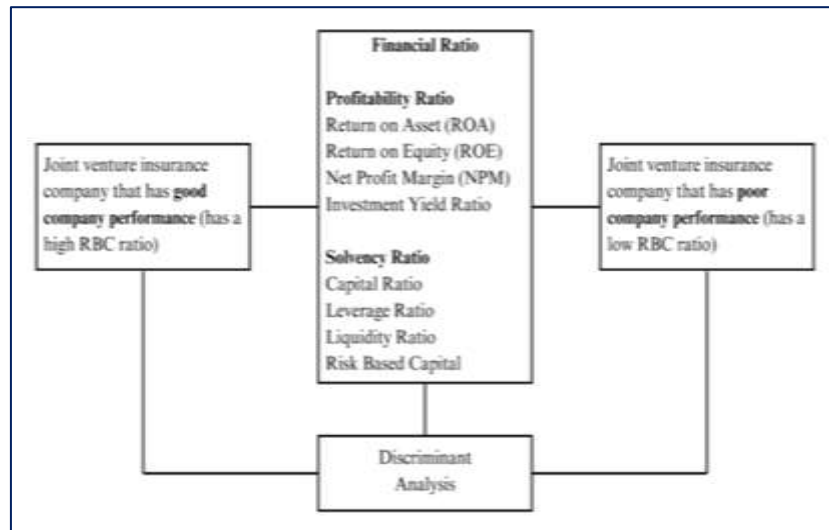 Financial Ratio
Profitability Ratio
Return on Asset (ROA)
Return on Equity (ROE)
Net Profit Margin (NPM)
Investment Yield Ratio
Solvency Ratio
Capital Ratio
Leverage Ratio
Liquidity Ratio
Risk Based Capital
Joint venture insurance
company that has good
company performance (has a
high RBC ratio)
Joint venture insurance
company that has poor
company performance (has a
low RBC ratio)
Discriminant
Analysis